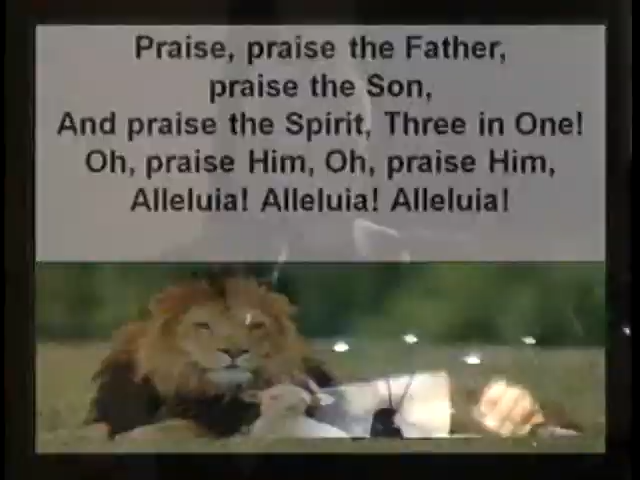 Praise, praise the Father,
praise the Son,
And praise the Spirit, Three in One!
Oh, praise Him, Oh, praise Him,
Alleluia! Alleluia! Alleluia!